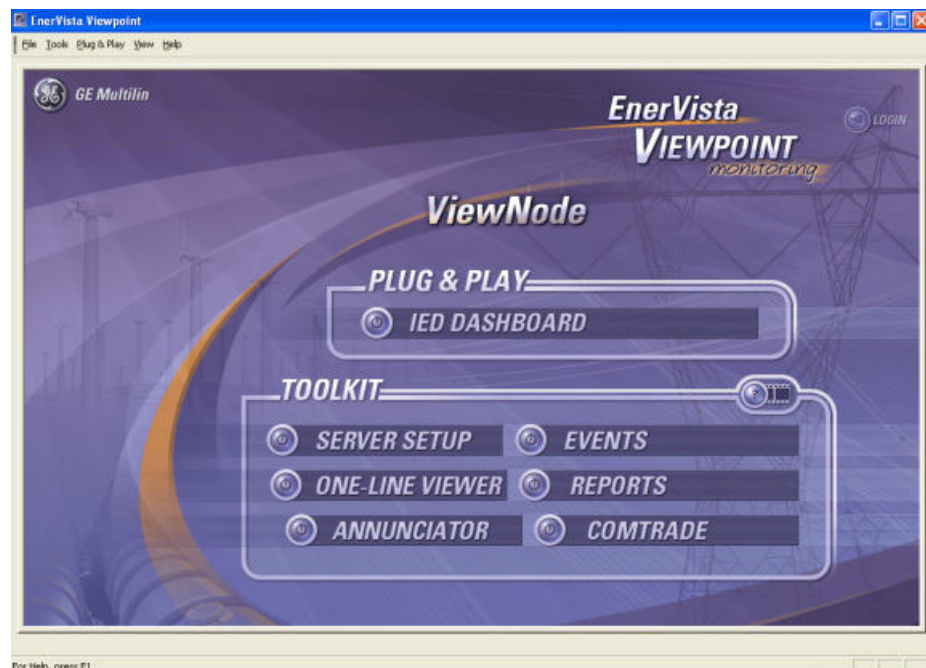 EnerVista Viewpoint
File Tools Plug & Play View Help
GE Multilin
EnerVista
VIEWPOINT
monitoring
LOGIN
ViewNode
PLUG & PLAY
IED DASHBOARD
TOOLKIT
SERVER SETUP EVENTS
ONE-LINE VIEWER REPORTS
ANNUNCIATOR COMTRADE
For Help, press F1